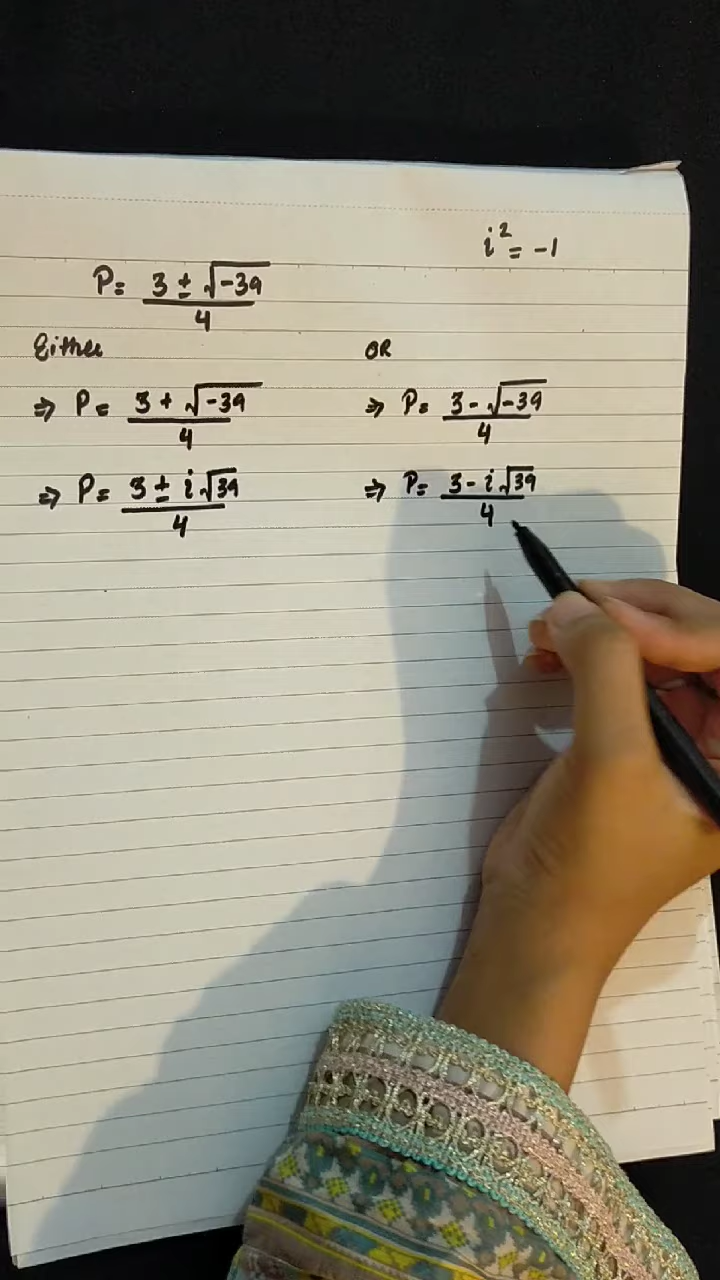 i² = -1
P = 3 ± √-39 / 4
Either OR
⇒ P = 3 + √-39 / 4 ⇒ P = 3 - √-39 / 4
⇒ P = 3 ± i√39 / 4 ⇒ P = 3 - i√39 / 4